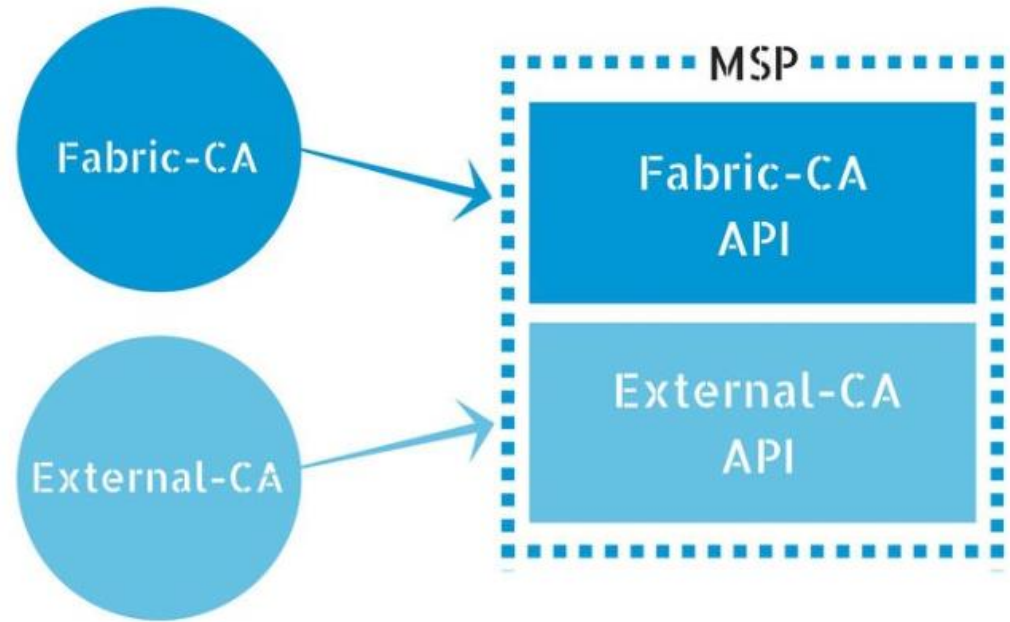 MSP
Fabric-CA
Fabric-CA
API
External-CA
External-CA
API